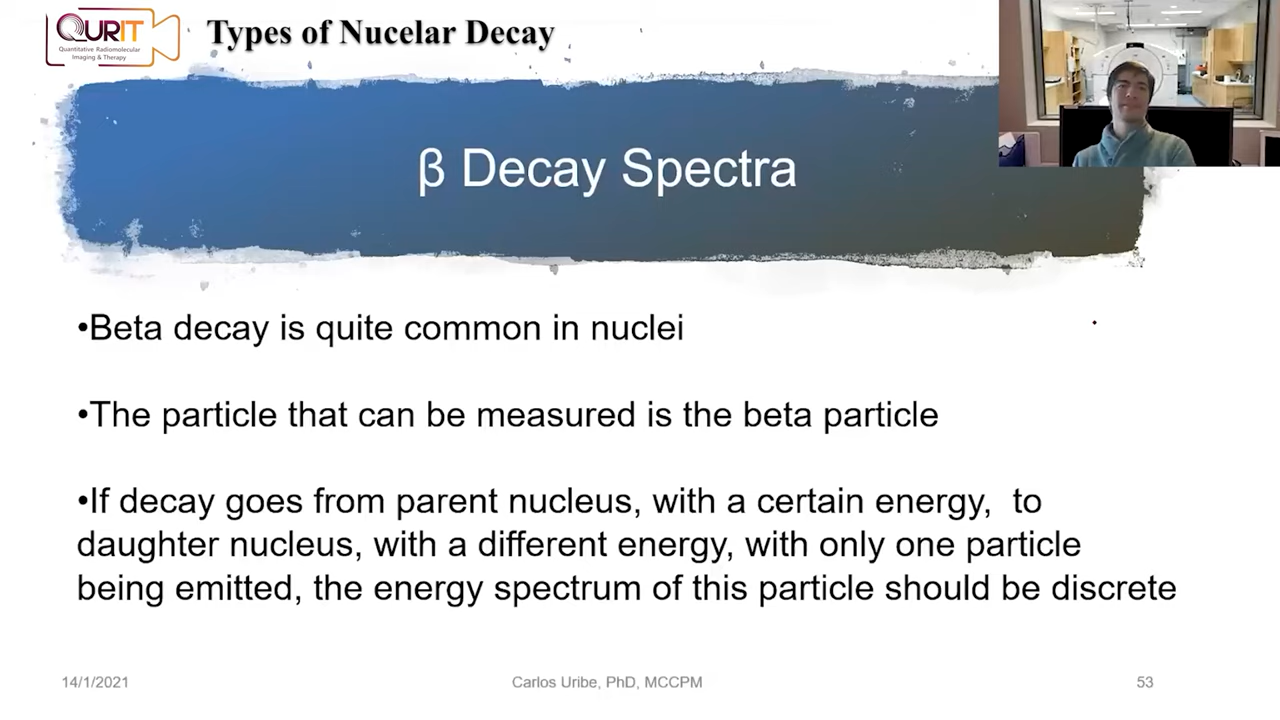 QURIT
Quantitative Radiomolecular
Imaging & Therapy
Types of Nucelar Decay
β Decay Spectra
•Beta decay is quite common in nuclei
•The particle that can be measured is the beta particle
•If decay goes from parent nucleus, with a certain energy,  to
daughter nucleus, with a different energy, with only one particle
being emitted, the energy spectrum of this particle should be discrete
14/1/2021
Carlos Uribe, PhD, MCCPM
53